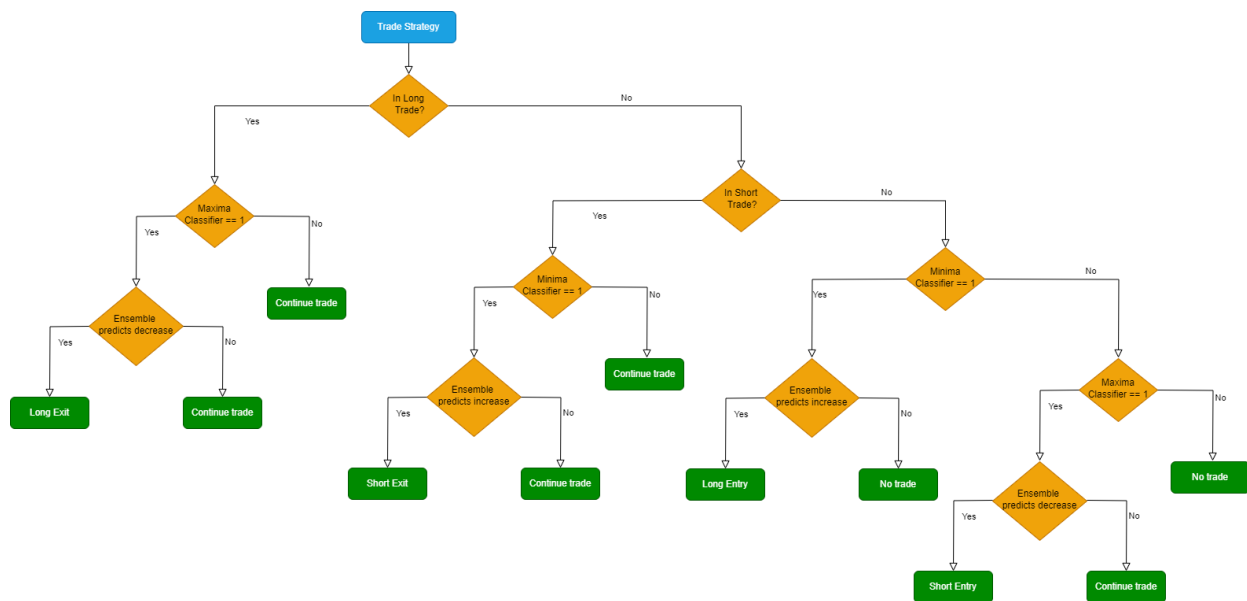 Trade Strategy
In Long
Trade?
No
Yes
In Short
Trade?
No
Maxima
Classifier == 1
Yes
No
Yes
Minima
Classifier == 1
No
Minima
Classifier == 1
Yes
No
Yes
Continue trade
Ensemble
predicts decrease
Yes
No
Continue trade
Ensemble
predicts increase
Ensemble
predicts increase
Maxima
Classifier == 1
Long Exit
Continue trade
Yes
No
Yes
No
Yes
No
Short Exit
Continue trade
Long Entry
No trade
No trade
Ensemble
predicts decrease
Yes
No
Short Entry
Continue trade